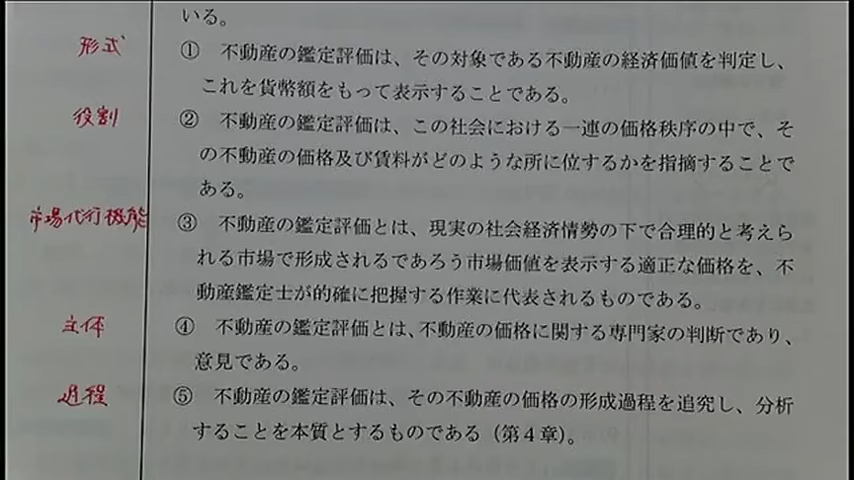 いる。
形式
① 不動産の鑑定評価は、その対象である不動産の経済価値を判定し、
これを貨幣額をもって表示することである。
役割
② 不動産の鑑定評価は、この社会における一連の価格秩序の中で、そ
の不動産の価格及び賃料がどのような所に位するかを指摘することで
ある。
市場代行機能
③ 不動産の鑑定評価とは、現実の社会経済情勢の下で合理的と考えら
れる市場で形成されるであろう市場価値を表示する適正な価格を、不
動産鑑定士が的確に把握する作業に代表されるものである。
主体
④ 不動産の鑑定評価とは、不動産の価格に関する専門家の判断であり、
意見である。
過程
⑤ 不動産の鑑定評価は、その不動産の価格の形成過程を追究し、分析
することを本質とするものである（第４章）。